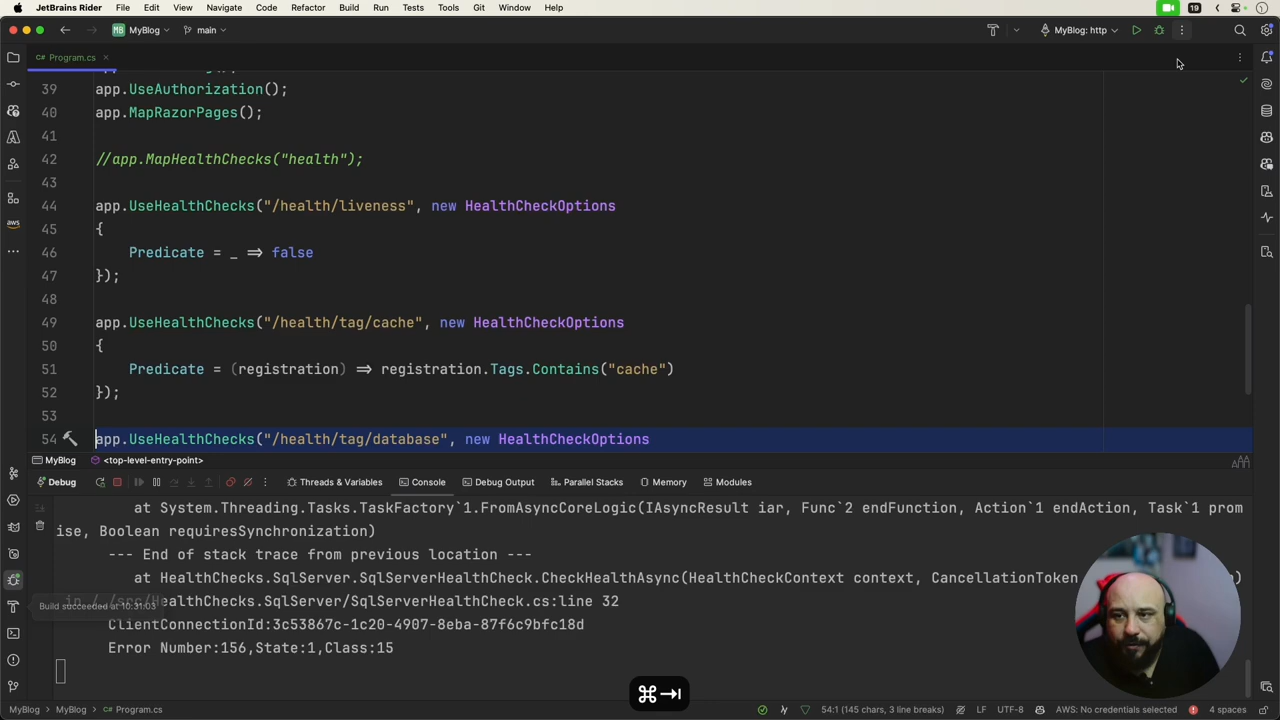 JetBrains Rider File Edit View Navigate Code Refactor Build Run Tests Tools Git Window Help 19
MB MyBlog main MyBlog: http
C# Program.cs ×
39 app.UseAuthorization();
40 app.MapRazorPages();
41
42 //app.MapHealthChecks("health");
43
44 app.UseHealthChecks("/health/liveness", new HealthCheckOptions
45 {
46 Predicate = _ => false
47 });
48
49 app.UseHealthChecks("/health/tag/cache", new HealthCheckOptions
50 {
51 Predicate = (registration) => registration.Tags.Contains("cache")
52 });
53
54 app.UseHealthChecks("/health/tag/database", new HealthCheckOptions
MyBlog <top-level-entry-point>
Debug Threads & Variables Console Debug Output Parallel Stacks Memory Modules
at System.Threading.Tasks.TaskFactory`1.FromAsyncCoreLogic(IAsyncResult iar, Func`2 endFunction, Action`1 endAction, Task`1 prom
ise, Boolean requiresSynchronization)
--- End of stack trace from previous location ---
at HealthChecks.SqlServer.SqlServerHealthCheck.CheckHealthAsync(HealthCheckContext context, CancellationToken
HealthChecks.SqlServer/SqlServerHealthCheck.cs:line 32
Build succeeded at 10:31:03
ClientConnectionId:3c53867c-1c20-4907-8eba-87f6c9bfc18d
Error Number:156,State:1,Class:15
⌘⇥
MyBlog > MyBlog > Program.cs 54:1 (145 chars, 3 line breaks) LF UTF-8 AWS: No credentials selected 4 spaces